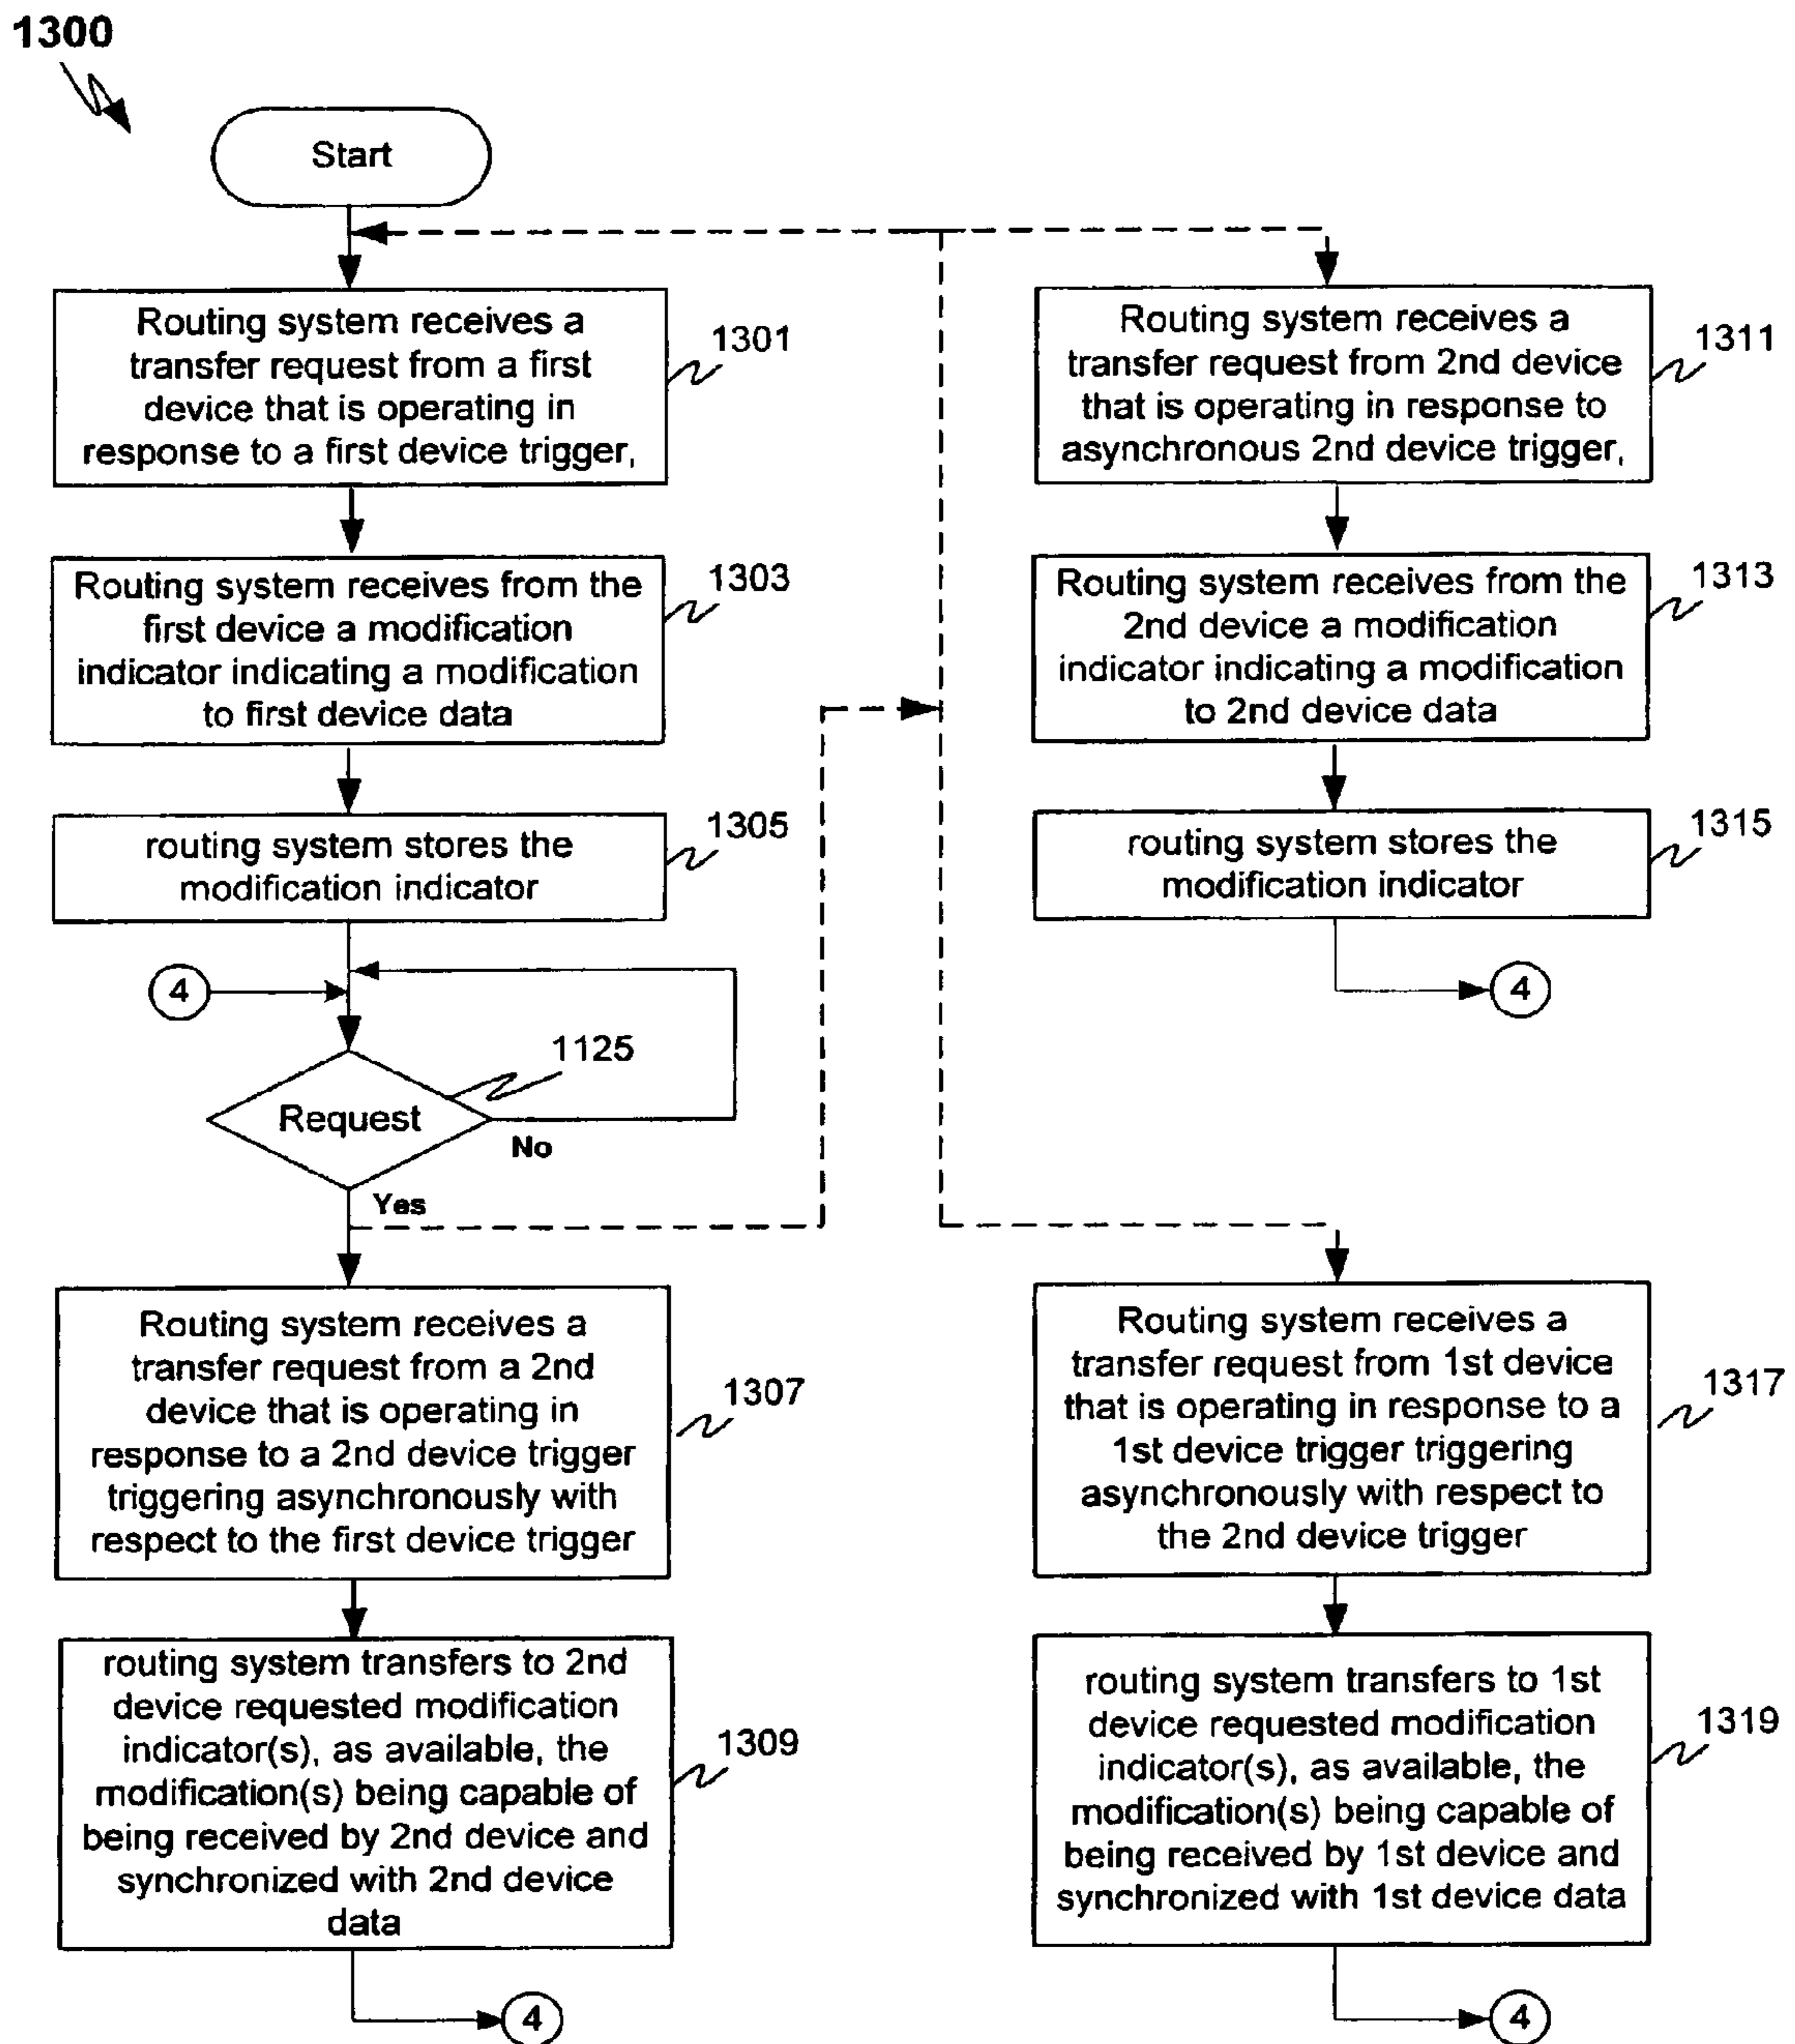 1300
Start
Routing system receives a
transfer request from a first
device that is operating in
response to a first device trigger,
1301
Routing system receives from the
first device a modification
indicator indicating a modification
to first device data
1303
routing system stores the
modification indicator
1305
4
Request
1125
No
Yes
Routing system receives a
transfer request from a 2nd
device that is operating in
response to a 2nd device trigger
triggering asynchronously with
respect to the first device trigger
1307
routing system transfers to 2nd
device requested modification
indicator(s), as available, the
modification(s) being capable of
being received by 2nd device and
synchronized with 2nd device
data
1309
4
Routing system receives a
transfer request from 2nd device
that is operating in response to
asynchronous 2nd device trigger,
1311
Routing system receives from the
2nd device a modification
indicator indicating a modification
to 2nd device data
1313
routing system stores the
modification indicator
1315
4
Routing system receives a
transfer request from 1st device
that is operating in response to a
1st device trigger triggering
asynchronously with respect to
the 2nd device trigger
1317
routing system transfers to 1st
device requested modification
indicator(s), as available, the
modification(s) being capable of
being received by 1st device and
synchronized with 1st device data
1319
4